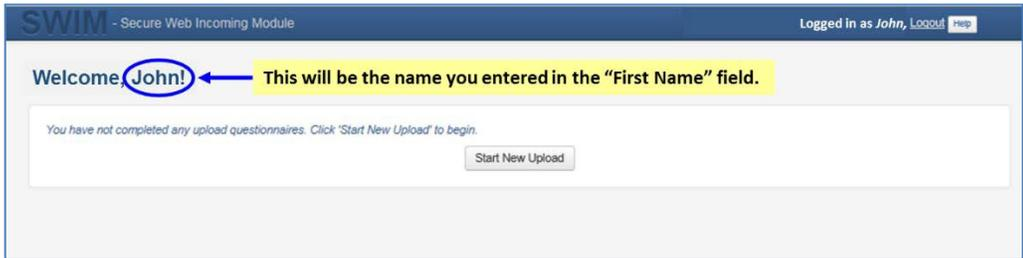 SWIM - Secure Web Incoming Module
Logged in as John, Logout Help
Welcome, John!
This will be the name you entered in the “First Name” field.
You have not completed any upload questionnaires. Click 'Start New Upload' to begin.
Start New Upload